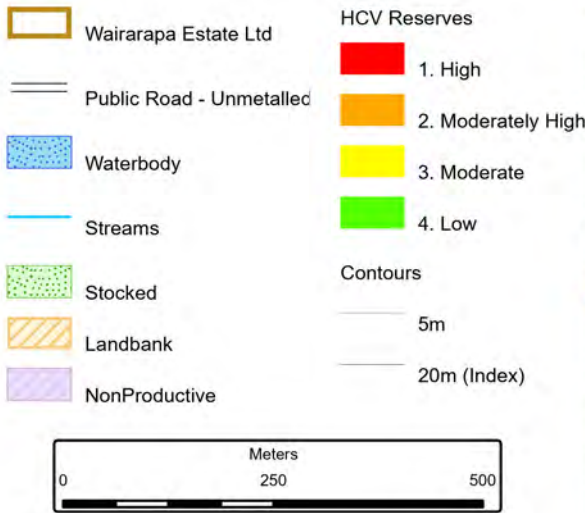 Wairarapa Estate Ltd
Public Road - Unmetalled
Waterbody
Streams
Stocked
Landbank
NonProductive
HCV Reserves
1. High
2. Moderately High
3. Moderate
4. Low
Contours
5m
20m (Index)
Meters
0 250 500